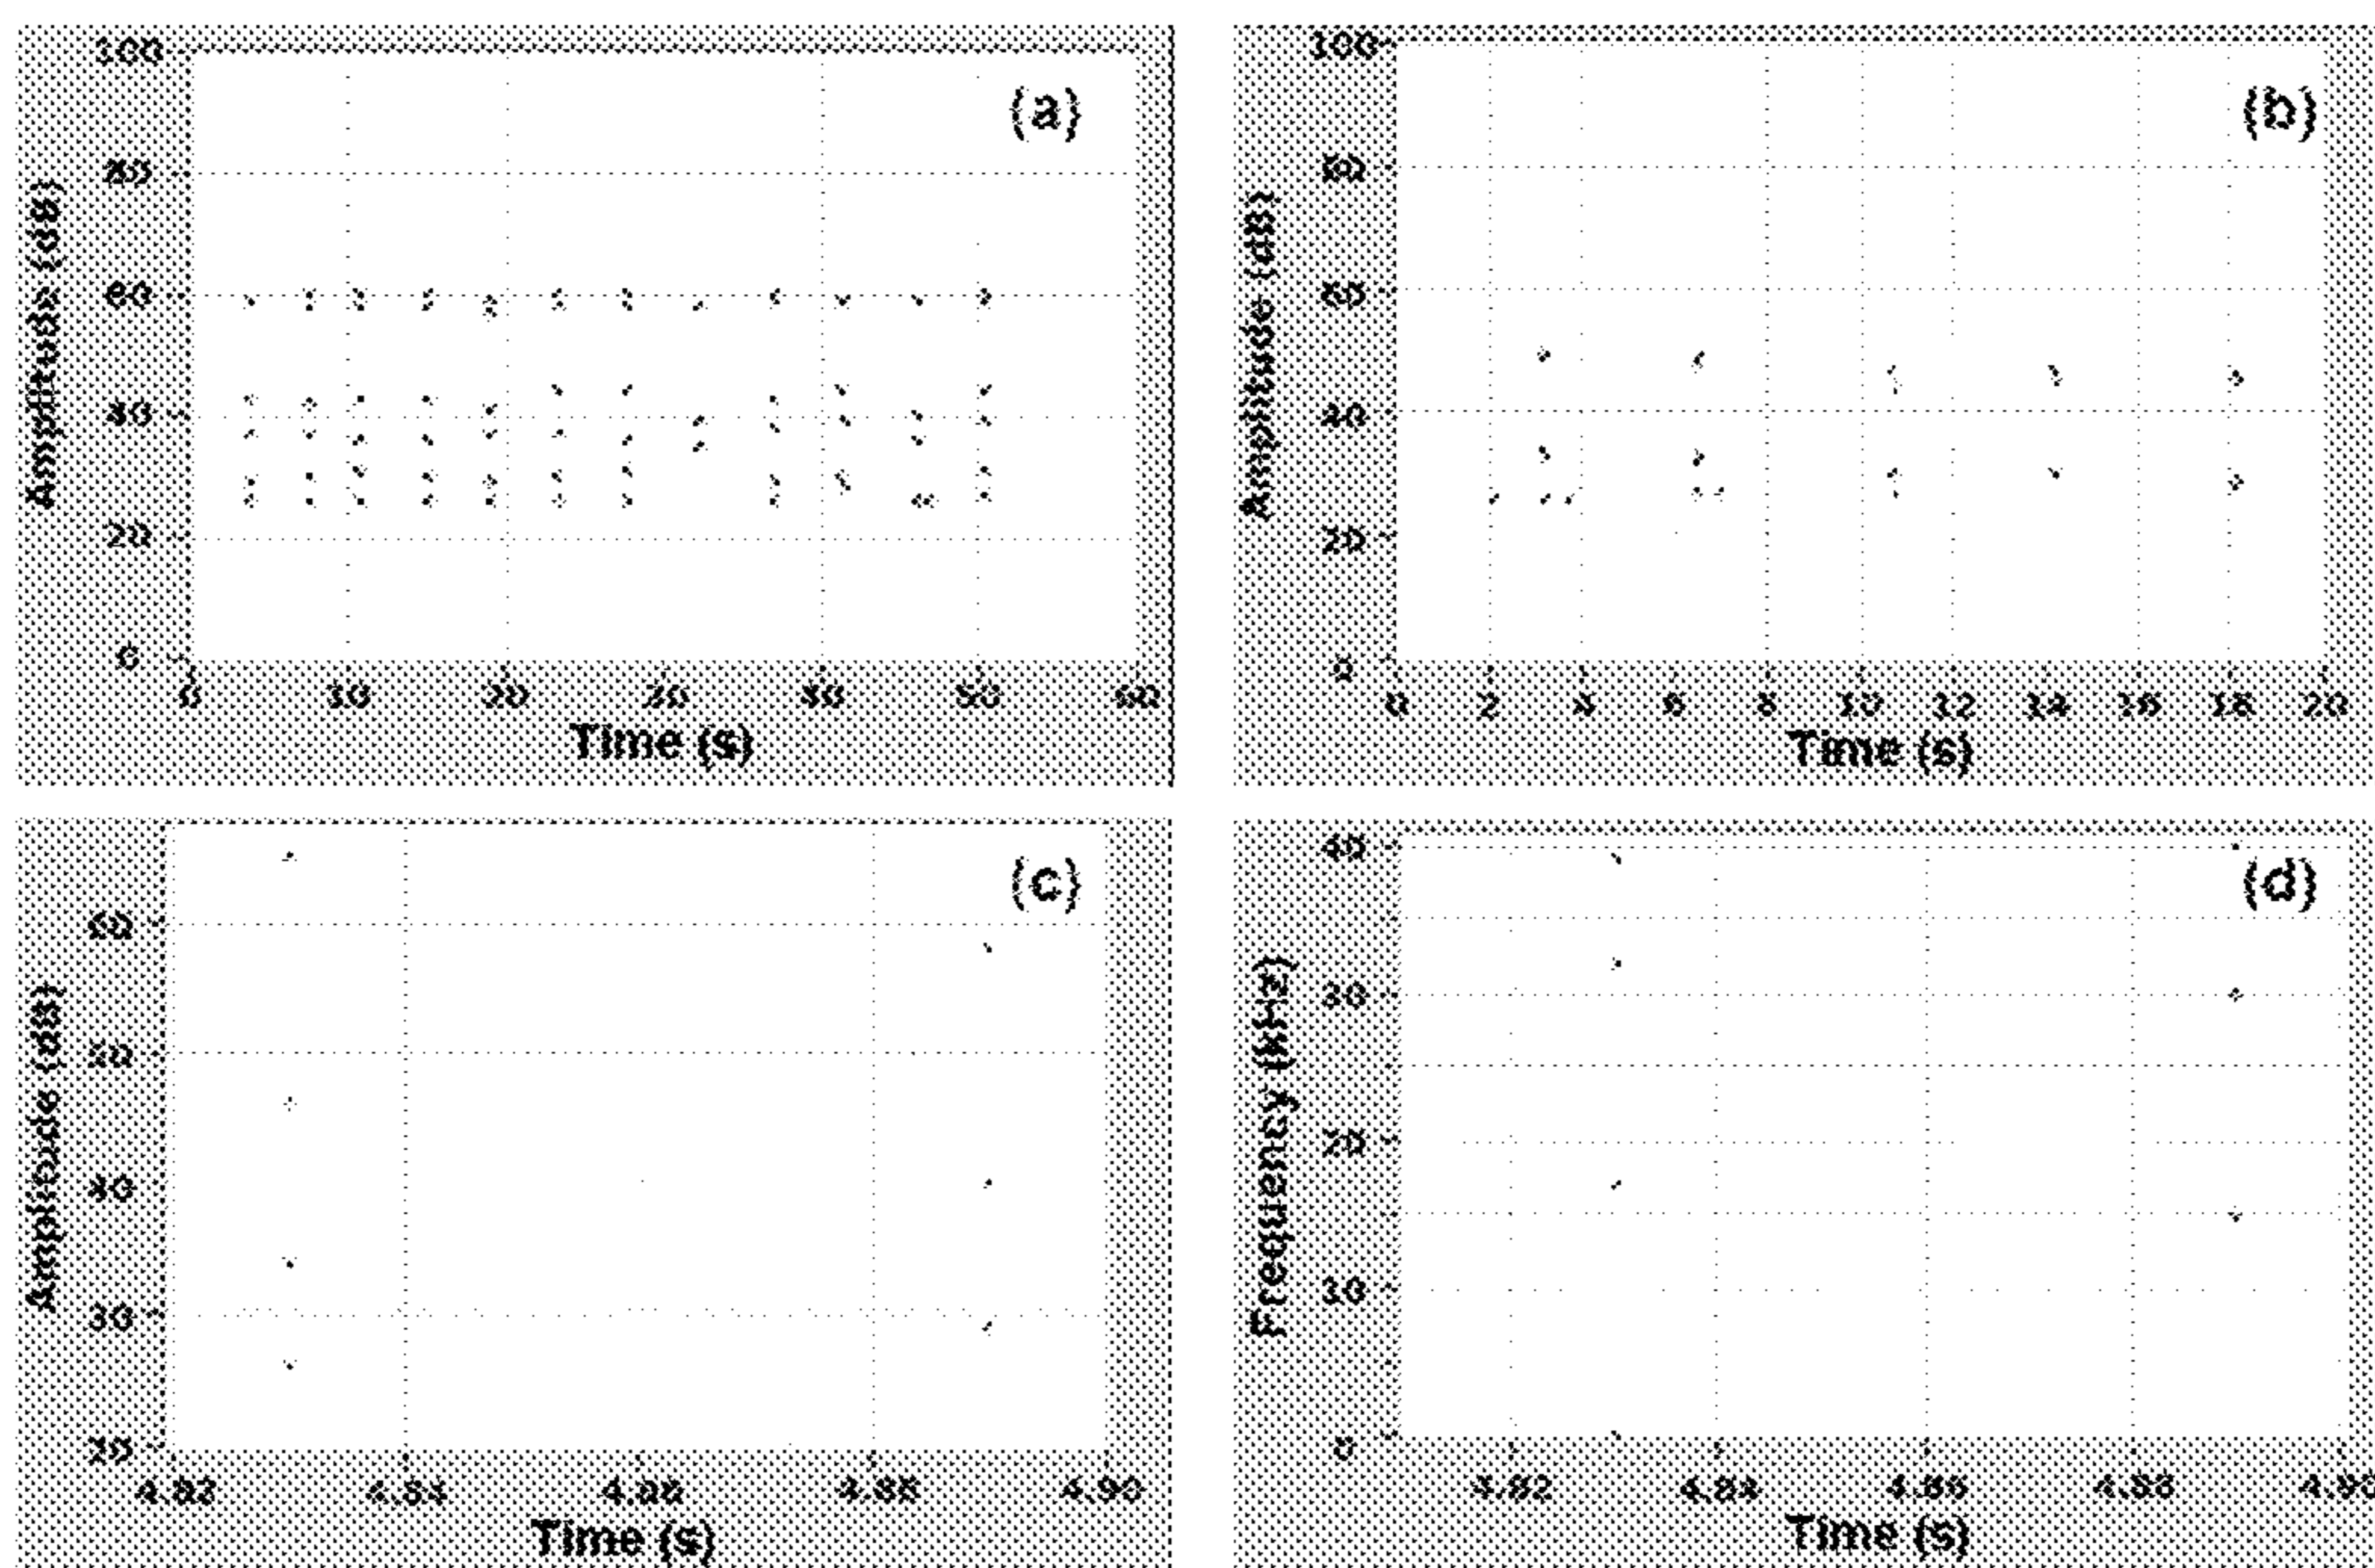 (a)
Amplitude (dB)
100
80
60
40
20
0
0 10 20 30 40 50 60
Time (s)
(b)
Amplitude (dB)
100
80
60
40
20
0
0 2 4 6 8 10 12 14 16 18 20
Time (s)
(c)
Amplitude (dB)
60
50
40
30
20
4.82 4.84 4.86 4.88 4.90
Time (s)
(d)
Frequency (kHz)
40
30
20
10
0
4.82 4.84 4.86 4.88 4.90
Time (s)